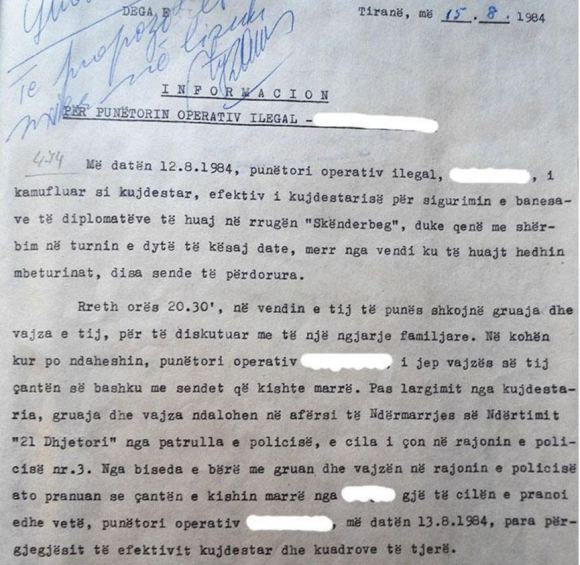 DEGA, E
Tiranë, më 15.8.1984
Të propozo
në
INFORMACION
PËR PUNËTORIN OPERATIV ILEGAL -
Më datën 12.8.1984, punëtori operativ ilegal, , i
kamufluar si kujdestar, efektiv i kujdestarisë për sigurimin e banesa-
ve të diplomatëve të huaj në rrugën "Skënderbeg", duke qenë me shër-
bim në turnin e dytë të kësaj date, merr nga vendi ku të huajt hedhin
mbeturinat, disa sende të përdorura.
Rreth orës 20.30', në vendin e tij të punës shkojnë gruaja dhe
vajza e tij, për të diskutuar me të një ngjarje familjare. Në kohën
kur po ndaheshin, punëtori operativ , i jep vajzës së tij
çantën së bashku me sendet që kishte marrë. Pas largimit nga kujdesta-
ria, gruaja dhe vajza ndalohen në afërsi të Ndërmarrjes së Ndërtimit
"21 Dhjetori" nga patrulla e policisë, e cila i çon në rajonin e poli-
cisë nr.3. Nga biseda e bërë me gruan dhe vajzën në rajonin e policisë
ato pranuan se çantën e kishin marrë nga gjë të cilën e pranoi
edhe vetë, punëtori operativ , më datën 13.8.1984, para për-
gjegjësit të efektivit kujdestar dhe kuadrove të tjerë.